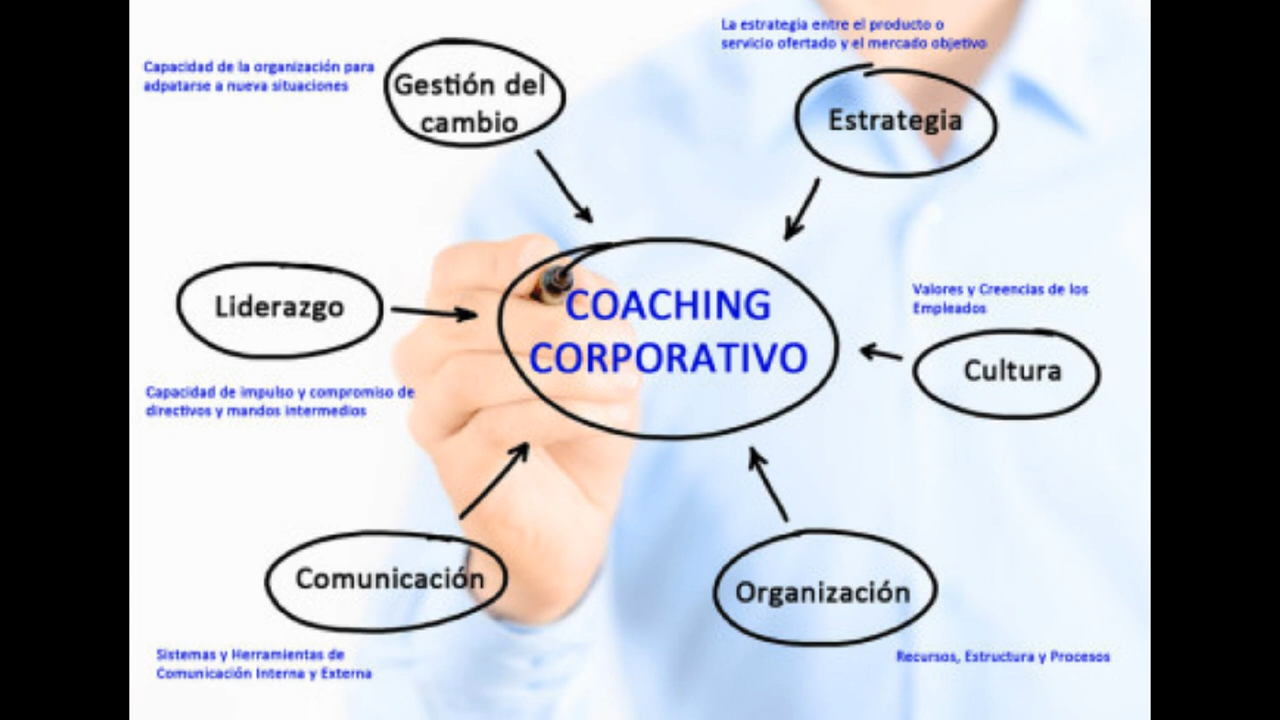 La estrategia entre el producto o
servicio ofertado y el mercado objetivo
Capacidad de la organización para
adpatarse a nueva situaciones
Gestión del
cambio
Estrategia
Liderazgo
COACHING
CORPORATIVO
Valores y Creencias de los
Empleados
Cultura
Capacidad de impulso y compromiso de
directivos y mandos intermedios
Comunicación
Organización
Sistemas y Herramientas de
Comunicación Interna y Externa
Recursos, Estructura y Procesos